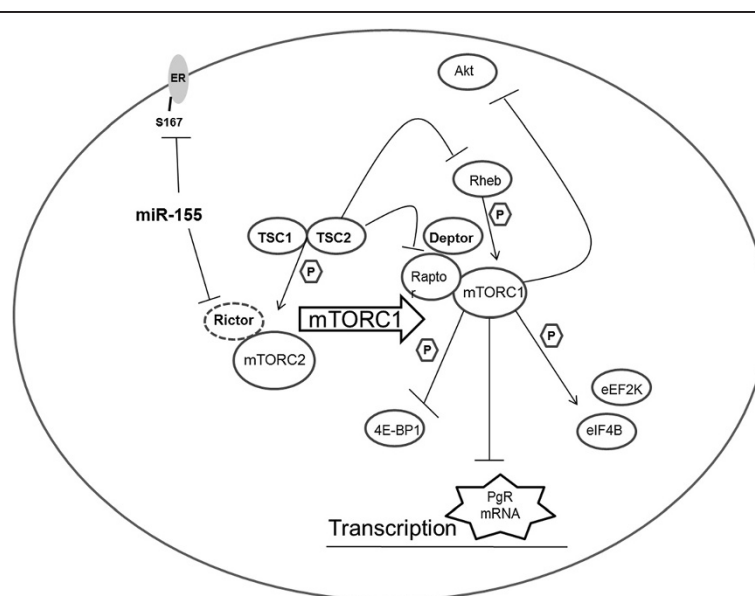 ER
S167
Akt
Rheb
P
miR-155
TSC1
TSC2
Deptor
P
Rapto
r
mTORC1
Rictor
mTORC1
mTORC2
P
P
4E-BP1
eEF2K
eIF4B
PgR
mRNA
Transcription